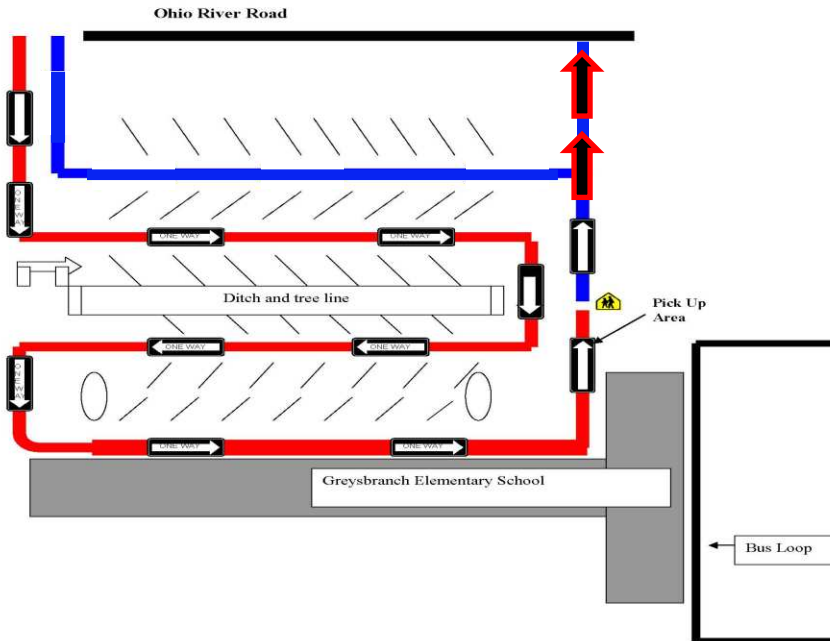 Ohio River Road
ONE WAY
ONE WAY
ONE WAY
Ditch and tree line
Pick Up
Area
ONE WAY
ONE WAY
ONE WAY
ONE WAY
ONE WAY
Greysbranch Elementary School
Bus Loop